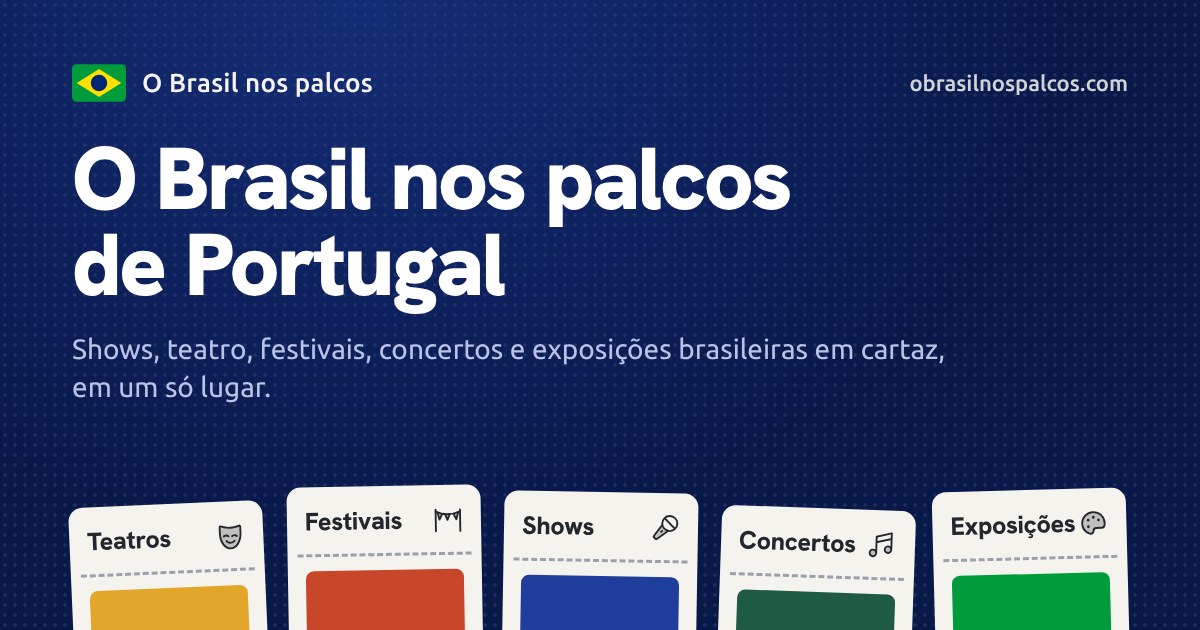 O Brasil nos palcos
obrasilnospalcos.com
O Brasil nos palcos
de Portugal
Shows, teatro, festivais, concertos e exposições brasileiras em cartaz,
em um só lugar.
Teatros
Festivais
Shows
Concertos
Exposições